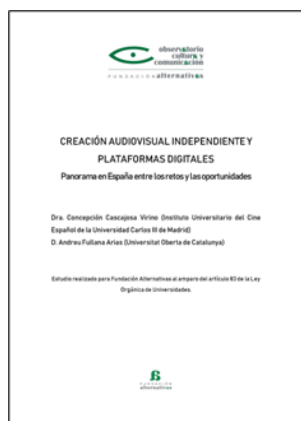 observatorio
cultura y
comunicación
FUNDACIÓN alternativas
CREACIÓN AUDIOVISUAL INDEPENDIENTE Y
PLATAFORMAS DIGITALES
Panorama en España entre los retos y las oportunidades
Dra. Concepción Cascajosa Virino (Instituto Universitario del Cine
Español de la Universidad Carlos III de Madrid)
D. Andreu Fullana Arias (Universitat Oberta de Catalunya)
Estudio realizado para Fundación Alternativas al amparo del artículo 83 de la Ley
Orgánica de Universidades.
FUNDACIÓN
alternativas